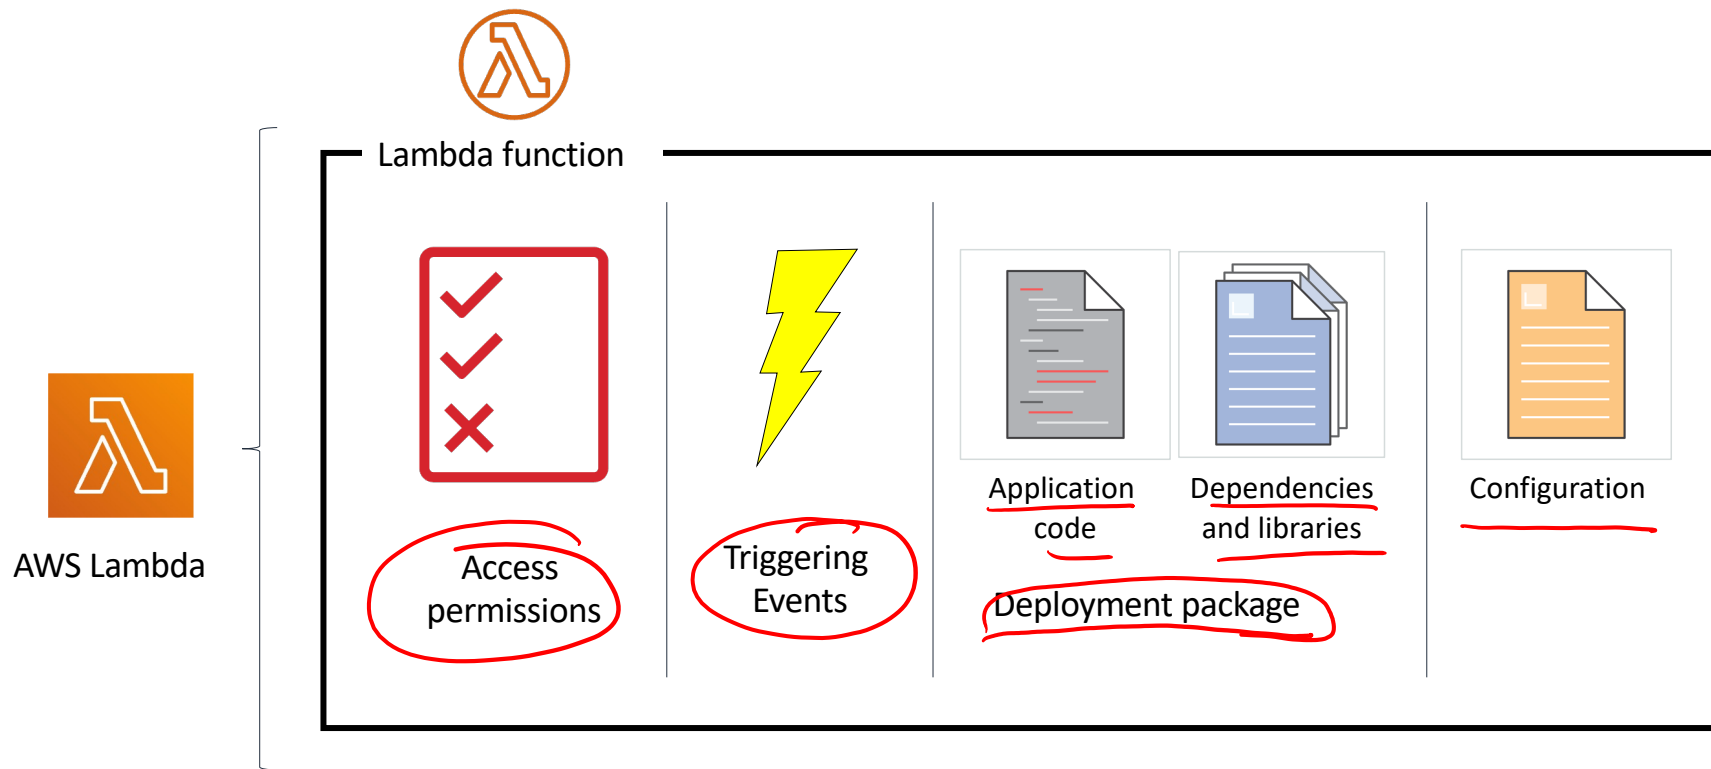 Lambda function
AWS Lambda
Access
permissions
Triggering
Events
Application
code
Dependencies
and libraries
Deployment package
Configuration